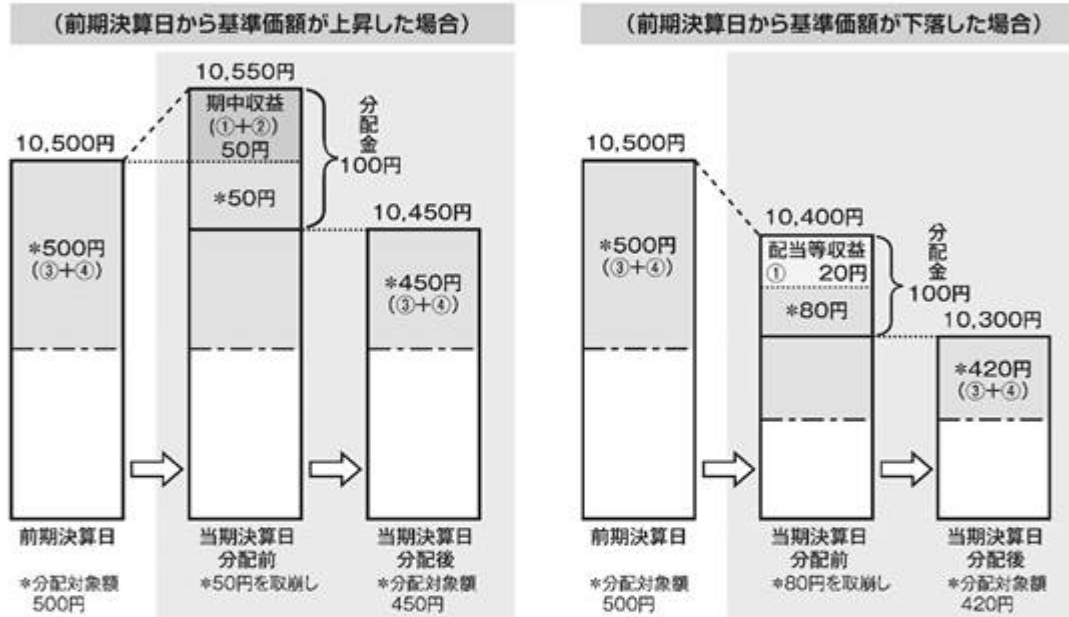 (前期決算日から基準価額が上昇した場合)
10,550円
期中収益
(①+②)
50円
*50円
分配金
100円
10,500円
*500円
(③+④)
10,450円
*450円
(③+④)
前期決算日
当期決算日
分配前
当期決算日
分配後
*分配対象額
500円
*50円を取崩し
*分配対象額
450円
(前期決算日から基準価額が下落した場合)
10,500円
*500円
(③+④)
10,400円
配当等収益
① 20円
*80円
分配金
100円
10,300円
*420円
(③+④)
前期決算日
当期決算日
分配前
当期決算日
分配後
*分配対象額
500円
*80円を取崩し
*分配対象額
420円